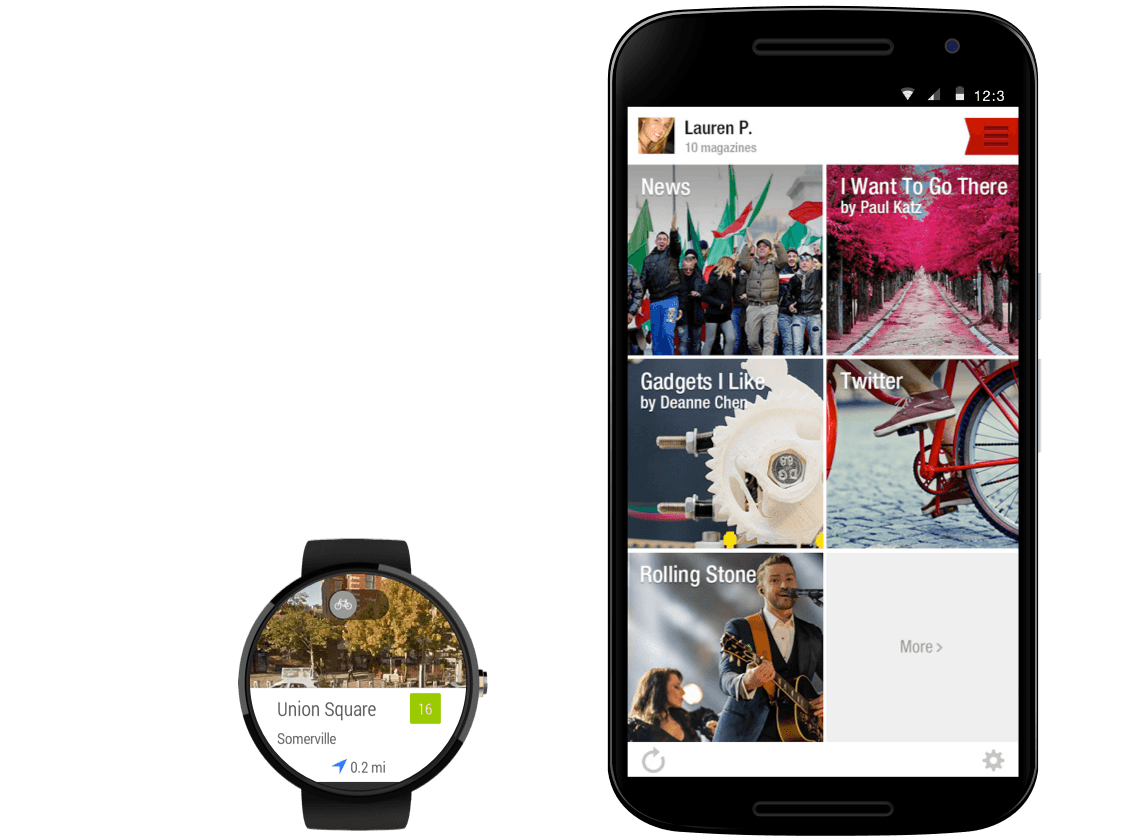 12:3
Lauren P.
10 magazines
News
I Want To Go There
by Paul Katz
Gadgets I Like
by Deanne Chen
Twitter
Rolling Stone
More >
Union Square
16
Somerville
0.2 mi